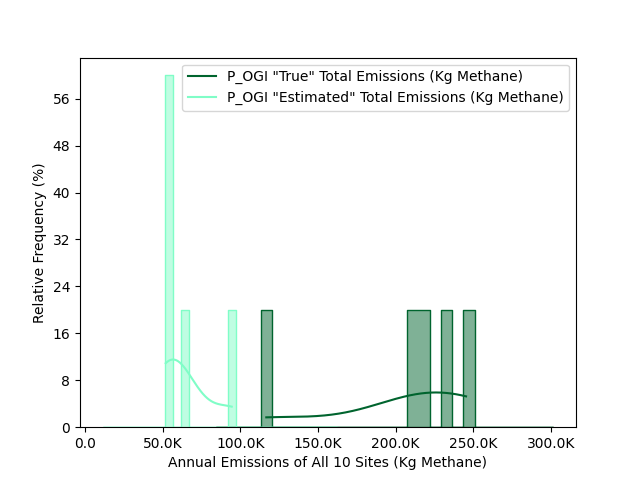 P_OGI "True" Total Emissions (Kg Methane)
P_OGI "Estimated" Total Emissions (Kg Methane)
Relative Frequency (%)
56
48
40
32
24
16
8
0
0.0 50.0K 100.0K 150.0K 200.0K 250.0K 300.0K
Annual Emissions of All 10 Sites (Kg Methane)